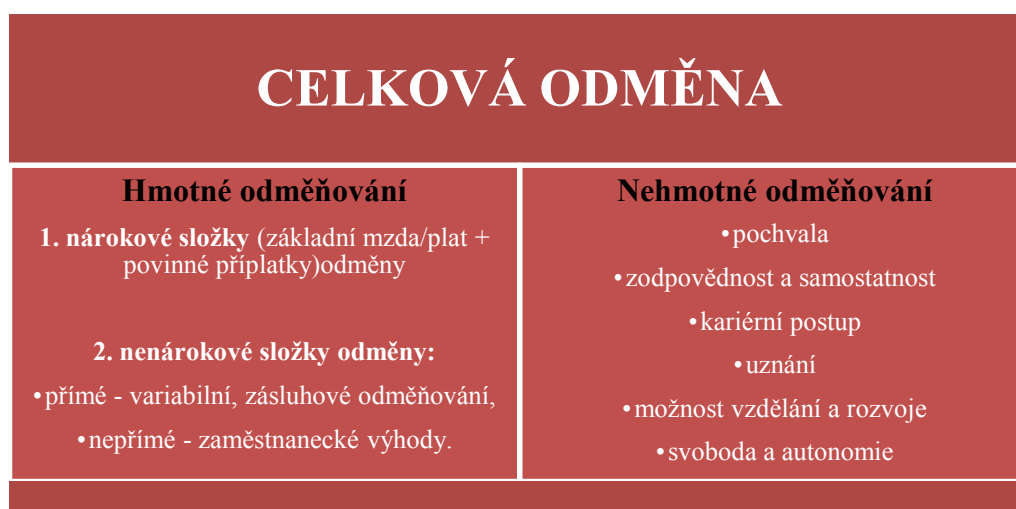 CELKOVÁ ODMĚNA
Hmotné odměňování
1. nárokové složky (základní mzda/plat +
povinné příplatky)odměny
2. nenárokové složky odměny:
•přímé - variabilní, zásluhové odměňování,
•nepřímé - zaměstnanecké výhody.
Nehmotné odměňování
•pochvala
•zodpovědnost a samostatnost
•kariérní postup
•uznání
•možnost vzdělání a rozvoje
•svoboda a autonomie